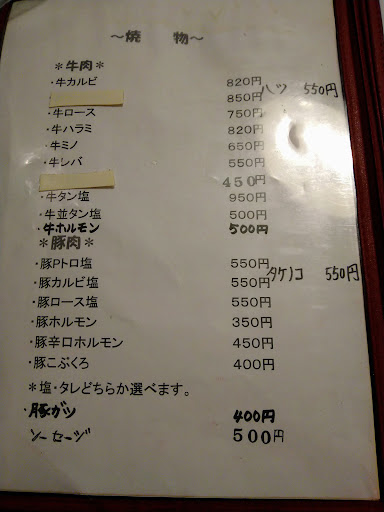 ～焼 物～
＊牛肉＊
・牛カルビ 820円
850円 ハツ 550円
・牛ロース 750円
・牛ハラミ 820円
・牛ミノ 650円
・牛レバ 550円
450円
・牛タン塩 950円
・牛並タン塩 500円
・牛ホルモン 500円
＊豚肉＊
・豚Pトロ塩 550円
・豚カルビ塩 550円 タケノコ 550円
・豚ロース塩 550円
・豚ホルモン 350円
・豚辛口ホルモン 450円
・豚こぶくろ 400円
＊塩・タレどちらか選べます。
・豚ガツ 400円
ソーセージ 500円